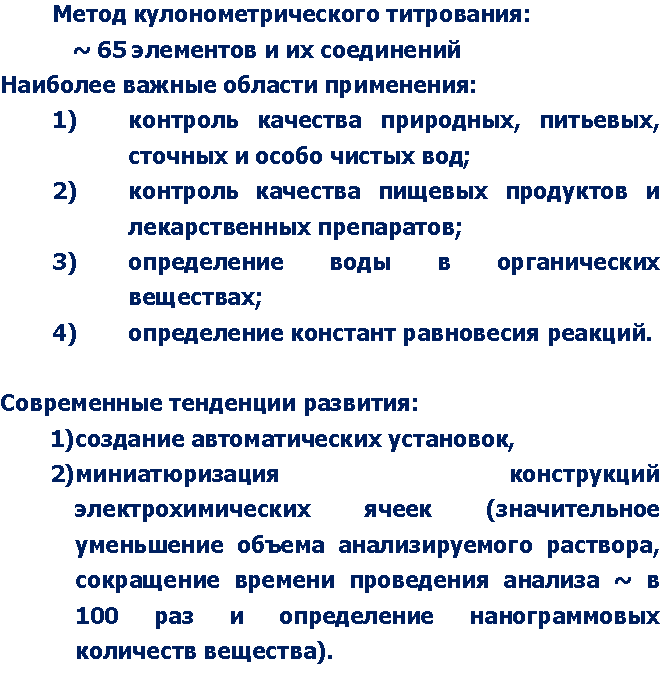 Метод кулонометрического титрования:
~ 65 элементов и их соединений
Наиболее важные области применения:
1) контроль качества природных, питьевых,
сточных и особо чистых вод;
2) контроль качества пищевых продуктов и
лекарственных препаратов;
3) определение воды в органических
веществах;
4) определение констант равновесия реакций.
Современные тенденции развития:
1)создание автоматических установок,
2)миниатюризация конструкций
электрохимических ячеек (значительное
уменьшение объема анализируемого раствора,
сокращение времени проведения анализа ~ в
100 раз и определение нанограммовых
количеств вещества).